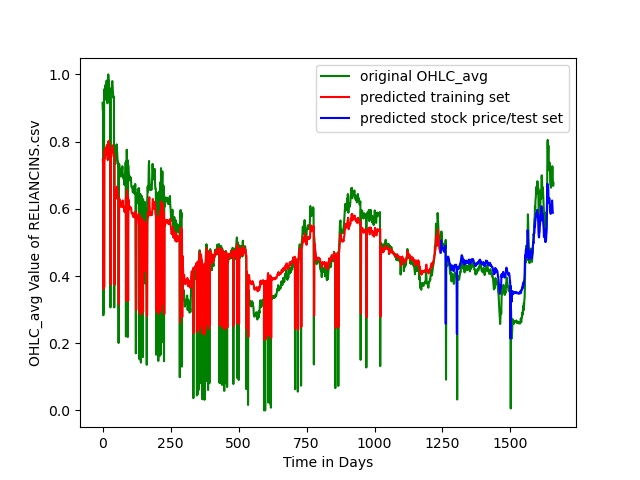 original OHLC_avg
predicted training set
predicted stock price/test set
OHLC_avg Value of RELIANCINS.csv
1.0
0.8
0.6
0.4
0.2
0.0
0 250 500 750 1000 1250 1500
Time in Days